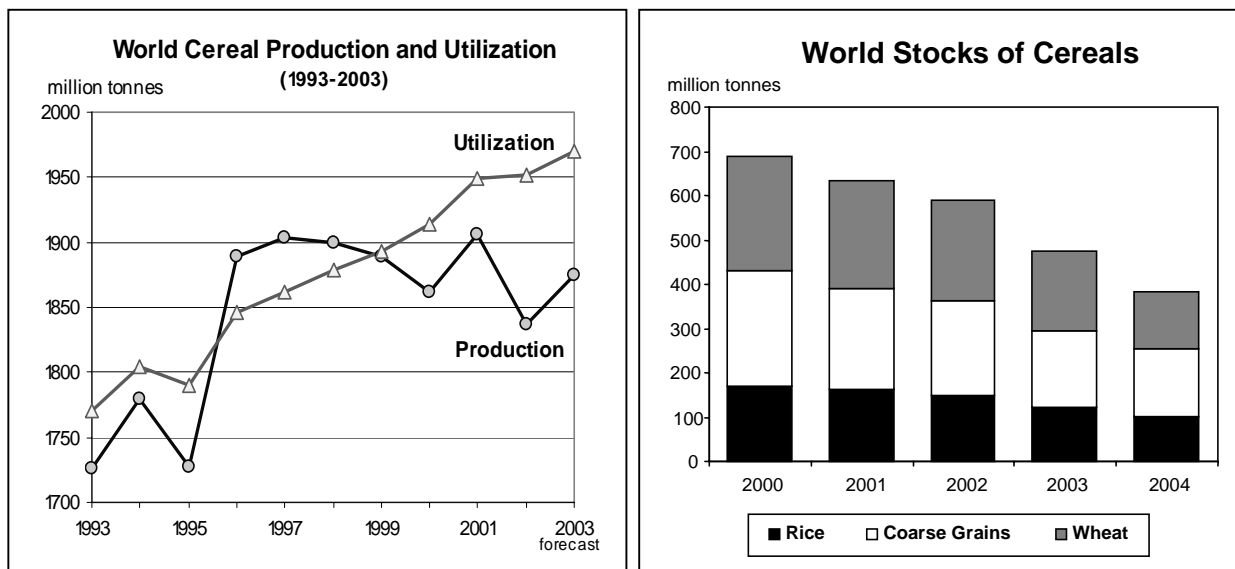 World Cereal Production and Utilization
(1993-2003)
million tonnes
2000
1950
1900
1850
1800
1750
1700
Utilization
Production
1993 1995 1997 1999 2001 2003
forecast
World Stocks of Cereals
million tonnes
800
700
600
500
400
300
200
100
0
2000 2001 2002 2003 2004
Rice Coarse Grains Wheat